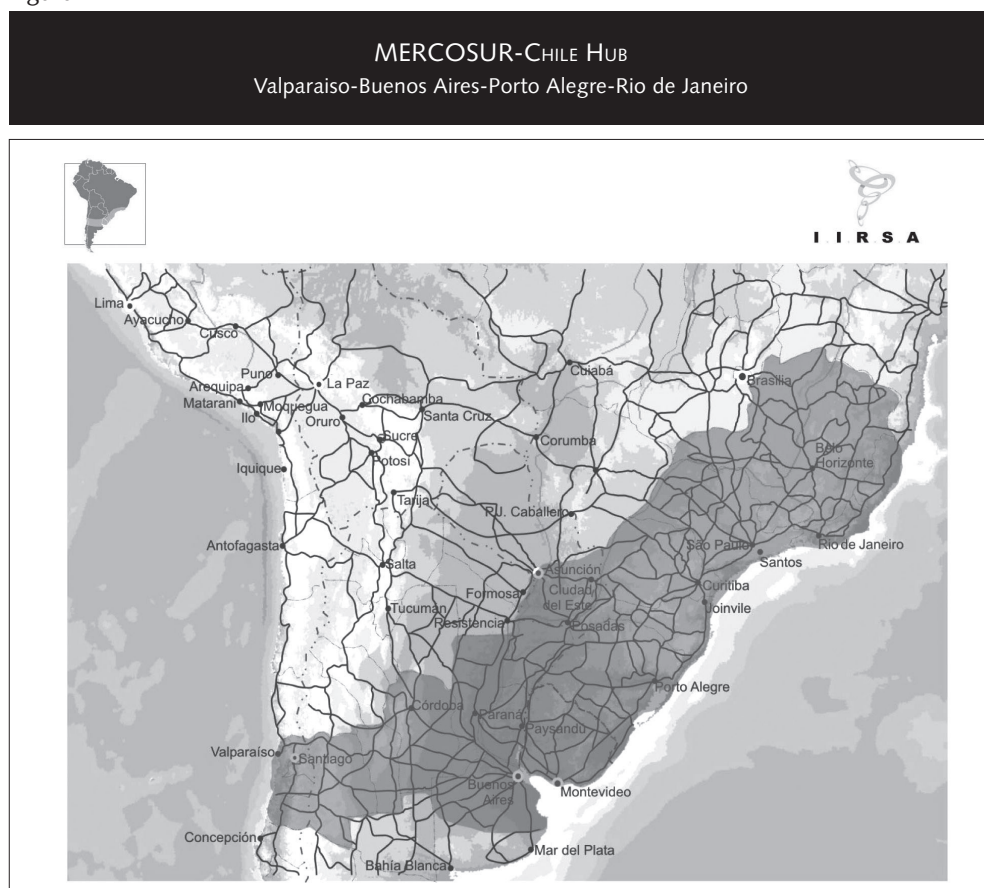 MERCOSUR-CHILE HUB
Valparaiso-Buenos Aires-Porto Alegre-Rio de Janeiro
I.I.R.S.A
Lima
Ayacucho
Cusco
Puno
La Paz
Cuiabá
Brasilia
Arequipa
Matarani
Moquegua
Cochabamba
Ilo
Oruro
Santa Cruz
Sucre
Corumba
Belo
Horizonte
Potosi
Iquique
Tarija
P.J. Caballero
Antofagasta
São Paulo
Rio de Janeiro
Santos
Salta
Asunción
Formosa
Ciudad
del Este
Curitiba
Tucumán
Joinvile
Resistencia
Posadas
Porto Alegre
Córdoba
Paraná
Paysandu
Valparaíso
Santiago
Buenos
Aires
Montevideo
Concepción
Mar del Plata
Bahía Blanca